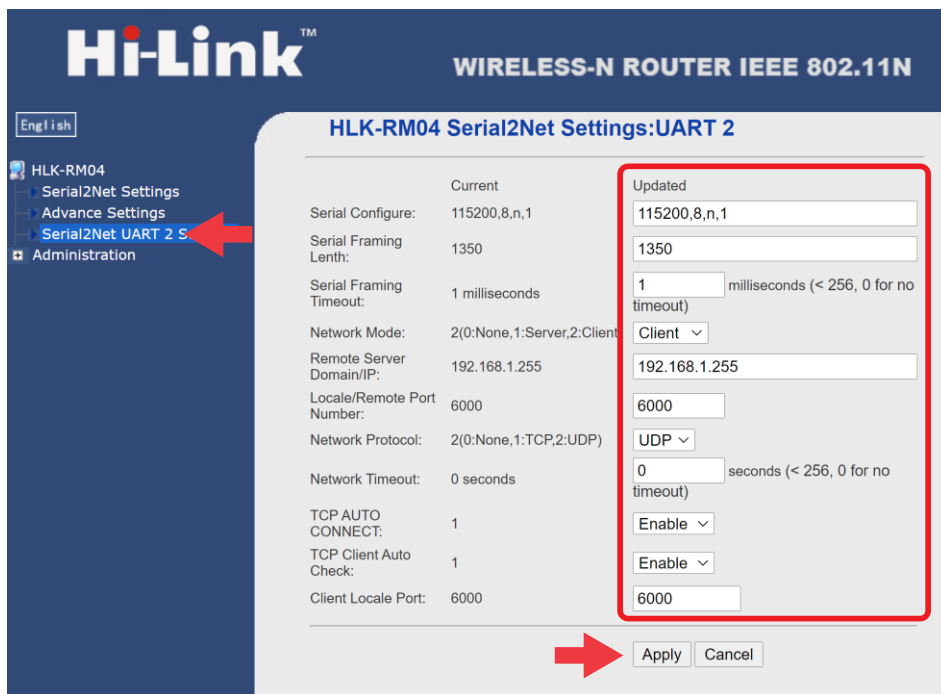 Hi-Link™
WIRELESS-N ROUTER IEEE 802.11N
English
HLK-RM04
Serial2Net Settings
Advance Settings
Serial2Net UART 2 S
Administration
HLK-RM04 Serial2Net Settings:UART 2
Current Updated
Serial Configure: 115200,8,n,1 115200,8,n,1
Serial Framing
Lenth: 1350 1350
Serial Framing
Timeout: 1 milliseconds 1 milliseconds (< 256, 0 for no
timeout)
Network Mode: 2(0:None,1:Server,2:Client Client
Remote Server
Domain/IP: 192.168.1.255 192.168.1.255
Locale/Remote Port
Number: 6000 6000
Network Protocol: 2(0:None,1:TCP,2:UDP) UDP
Network Timeout: 0 seconds 0 seconds (< 256, 0 for no
timeout)
TCP AUTO
CONNECT: 1 Enable
TCP Client Auto
Check: 1 Enable
Client Locale Port: 6000 6000
Apply Cancel